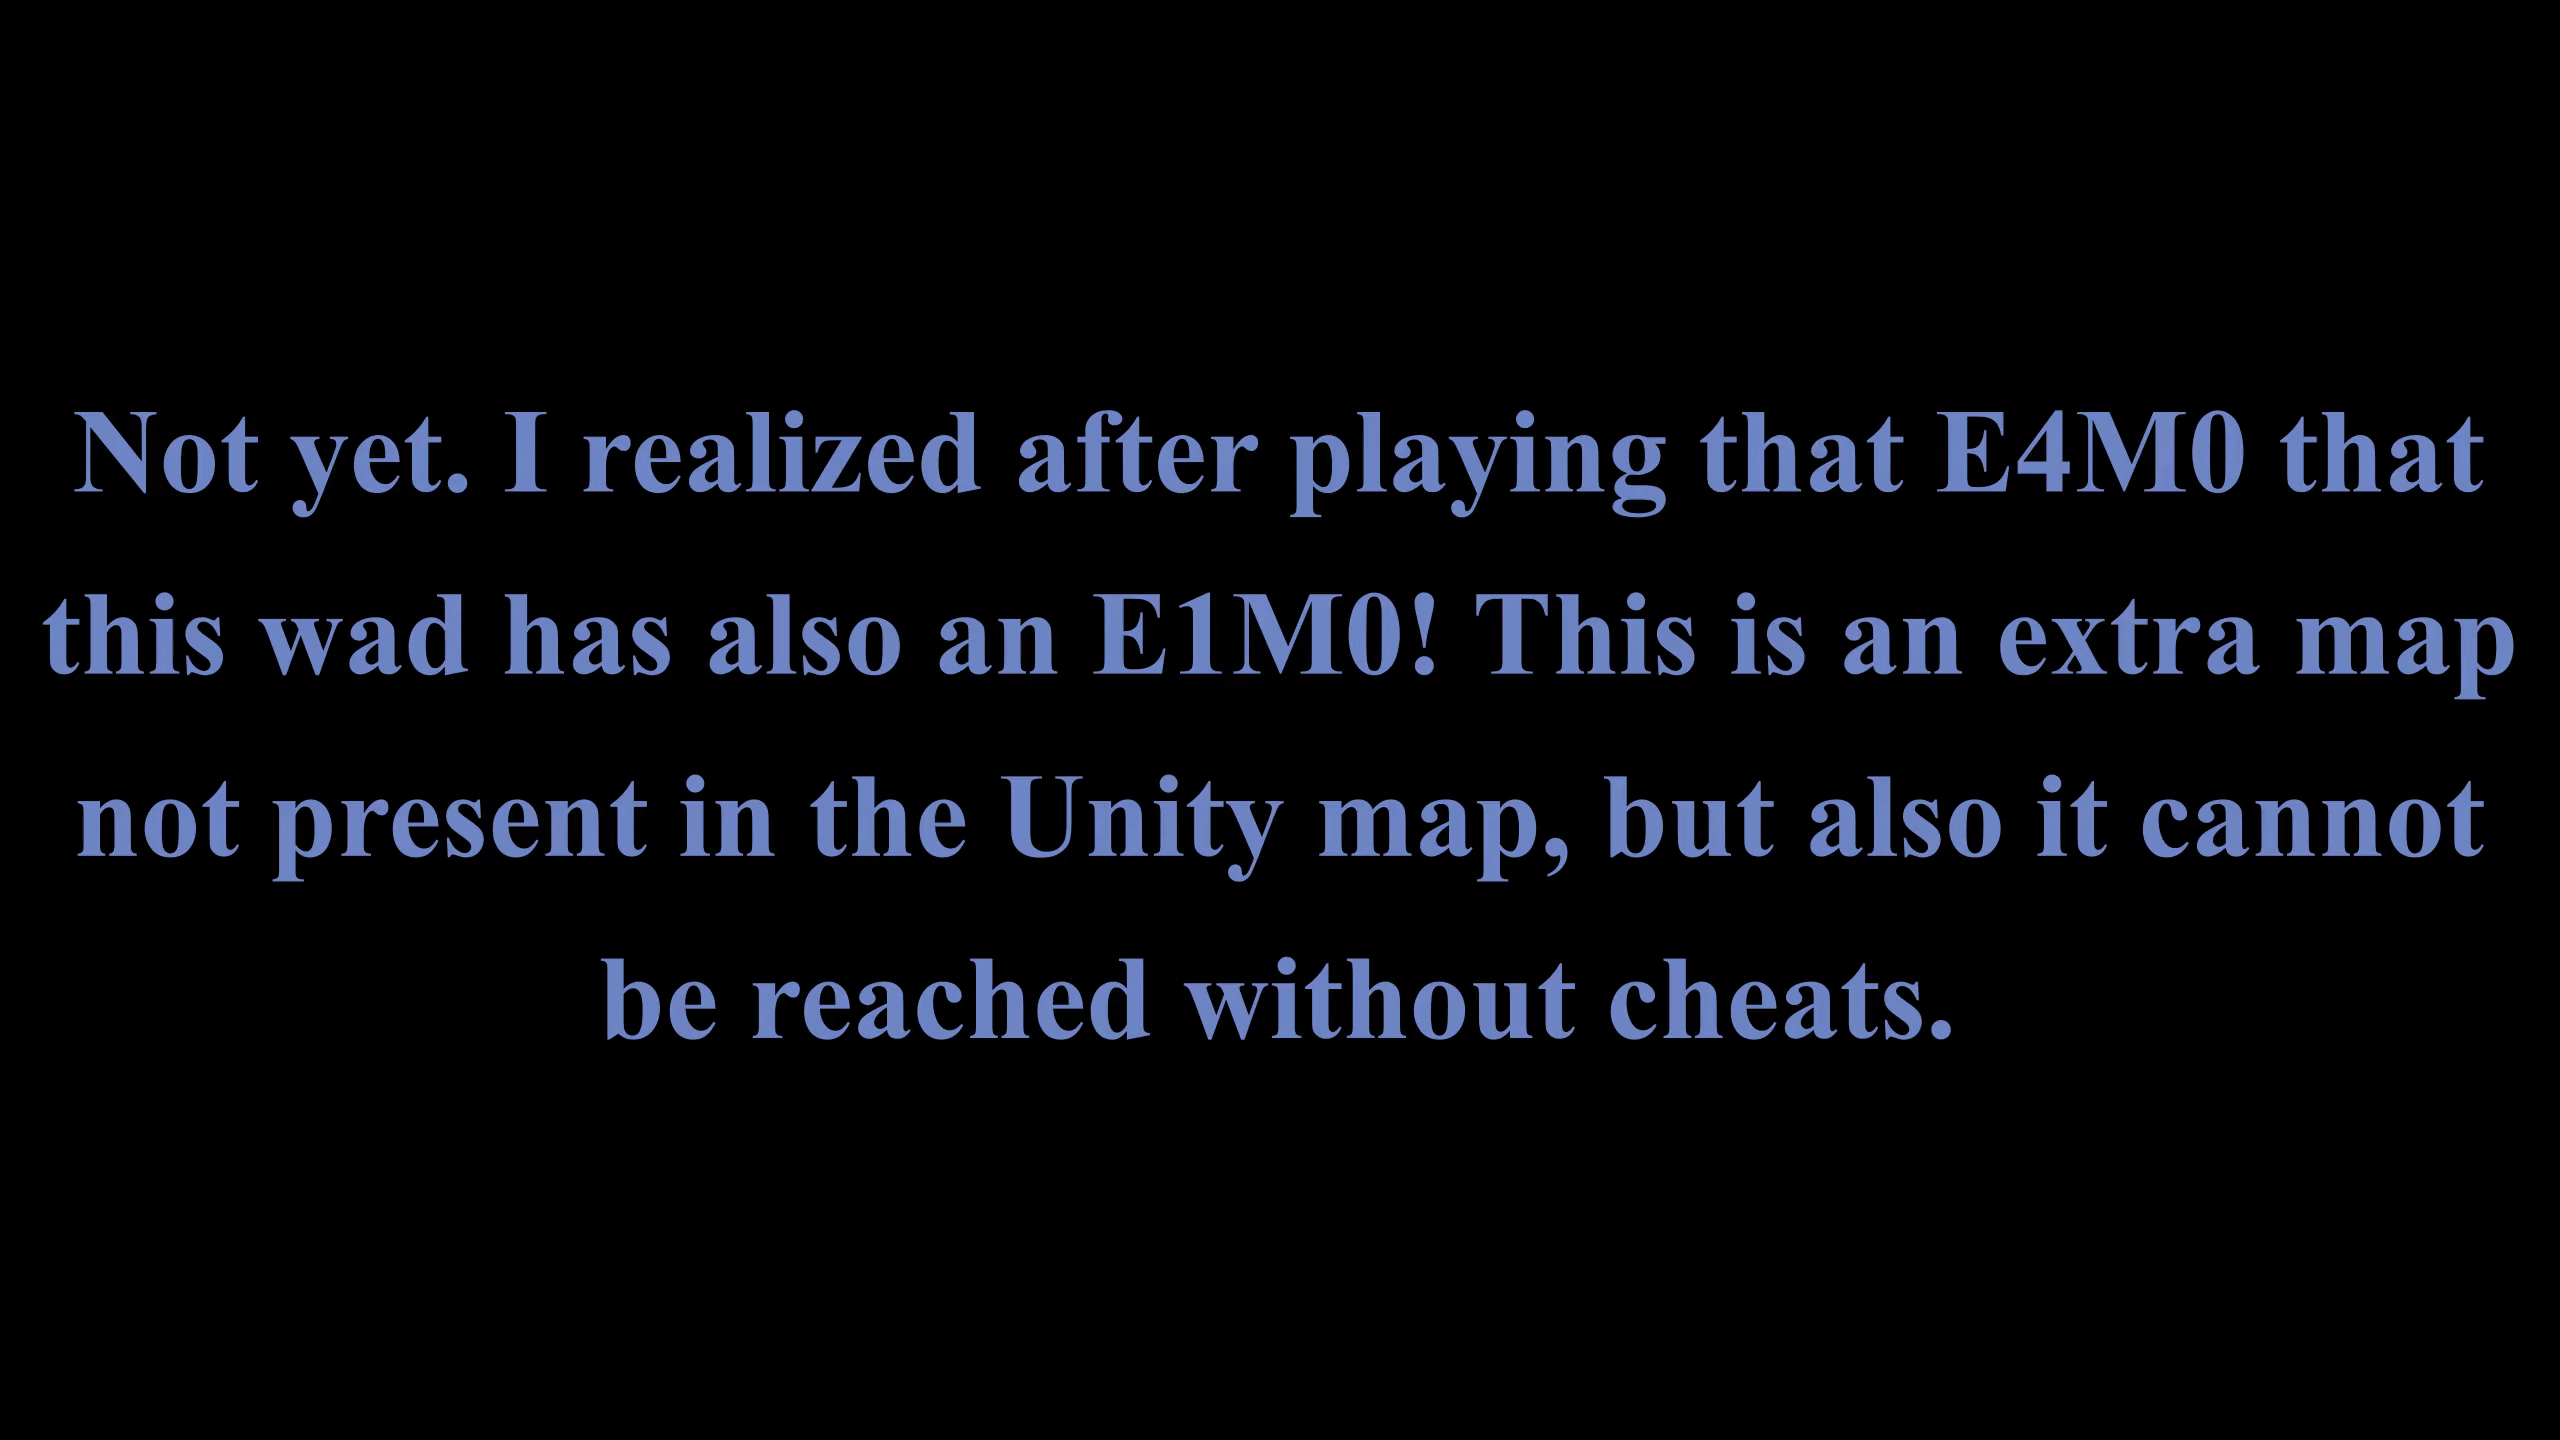 Not yet. I realized after playing that E4M0 that
this wad has also an E1M0! This is an extra map
not present in the Unity map, but also it cannot
be reached without cheats.